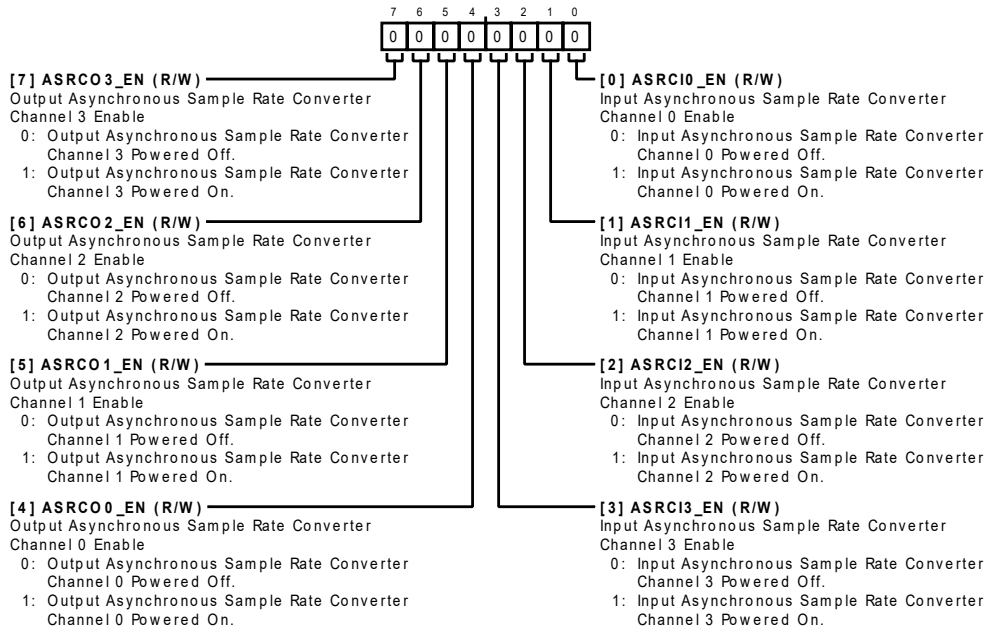 7 6 5 4 3 2 1 0
0 0 0 0 0 0 0 0
[7] ASRCO3_EN (R/W)
Output Asynchronous Sample Rate Converter
Channel 3 Enable
0: Output Asynchronous Sample Rate Converter
Channel 3 Powered Off.
1: Output Asynchronous Sample Rate Converter
Channel 3 Powered On.
[6] ASRCO2_EN (R/W)
Output Asynchronous Sample Rate Converter
Channel 2 Enable
0: Output Asynchronous Sample Rate Converter
Channel 2 Powered Off.
1: Output Asynchronous Sample Rate Converter
Channel 2 Powered On.
[5] ASRCO1_EN (R/W)
Output Asynchronous Sample Rate Converter
Channel 1 Enable
0: Output Asynchronous Sample Rate Converter
Channel 1 Powered Off.
1: Output Asynchronous Sample Rate Converter
Channel 1 Powered On.
[4] ASRCO0_EN (R/W)
Output Asynchronous Sample Rate Converter
Channel 0 Enable
0: Output Asynchronous Sample Rate Converter
Channel 0 Powered Off.
1: Output Asynchronous Sample Rate Converter
Channel 0 Powered On.
[0] ASRCI0_EN (R/W)
Input Asynchronous Sample Rate Converter
Channel 0 Enable
0: Input Asynchronous Sample Rate Converter
Channel 0 Powered Off.
1: Input Asynchronous Sample Rate Converter
Channel 0 Powered On.
[1] ASRCI1_EN (R/W)
Input Asynchronous Sample Rate Converter
Channel 1 Enable
0: Input Asynchronous Sample Rate Converter
Channel 1 Powered Off.
1: Input Asynchronous Sample Rate Converter
Channel 1 Powered On.
[2] ASRCI2_EN (R/W)
Input Asynchronous Sample Rate Converter
Channel 2 Enable
0: Input Asynchronous Sample Rate Converter
Channel 2 Powered Off.
1: Input Asynchronous Sample Rate Converter
Channel 2 Powered On.
[3] ASRCI3_EN (R/W)
Input Asynchronous Sample Rate Converter
Channel 3 Enable
0: Input Asynchronous Sample Rate Converter
Channel 3 Powered Off.
1: Input Asynchronous Sample Rate Converter
Channel 3 Powered On.